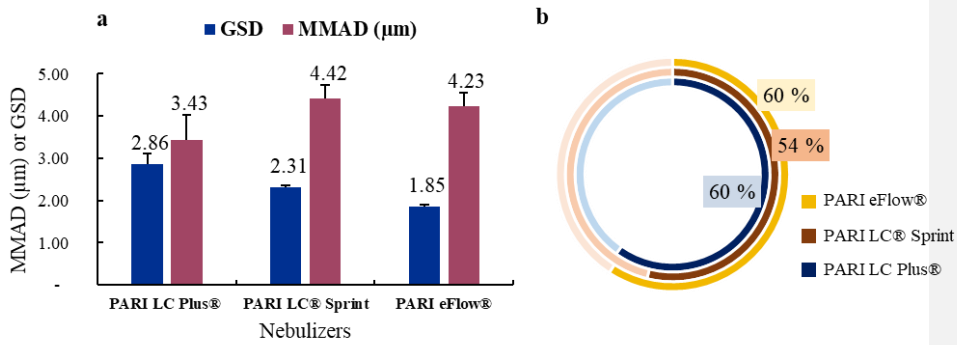 a
GSD MMAD (µm)
MMAD (µm) or GSD
5.00
4.00
3.00
2.00
1.00
-
2.86
3.43
2.31
4.42
1.85
4.23
PARI LC Plus® PARI LC® Sprint PARI eFlow®
Nebulizers
b
60 %
54 %
60 %
PARI eFlow®
PARI LC® Sprint
PARI LC Plus®